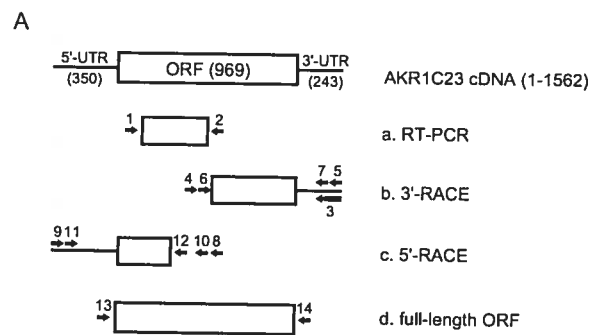 A
5'-UTR ORF (969) 3'-UTR
(350) (243) AKR1C23 cDNA (1-1562)
1 2 a. RT-PCR
4 6 7 5 b. 3'-RACE
3
9 11 12 10 8 c. 5'-RACE
13 14 d. full-length ORF